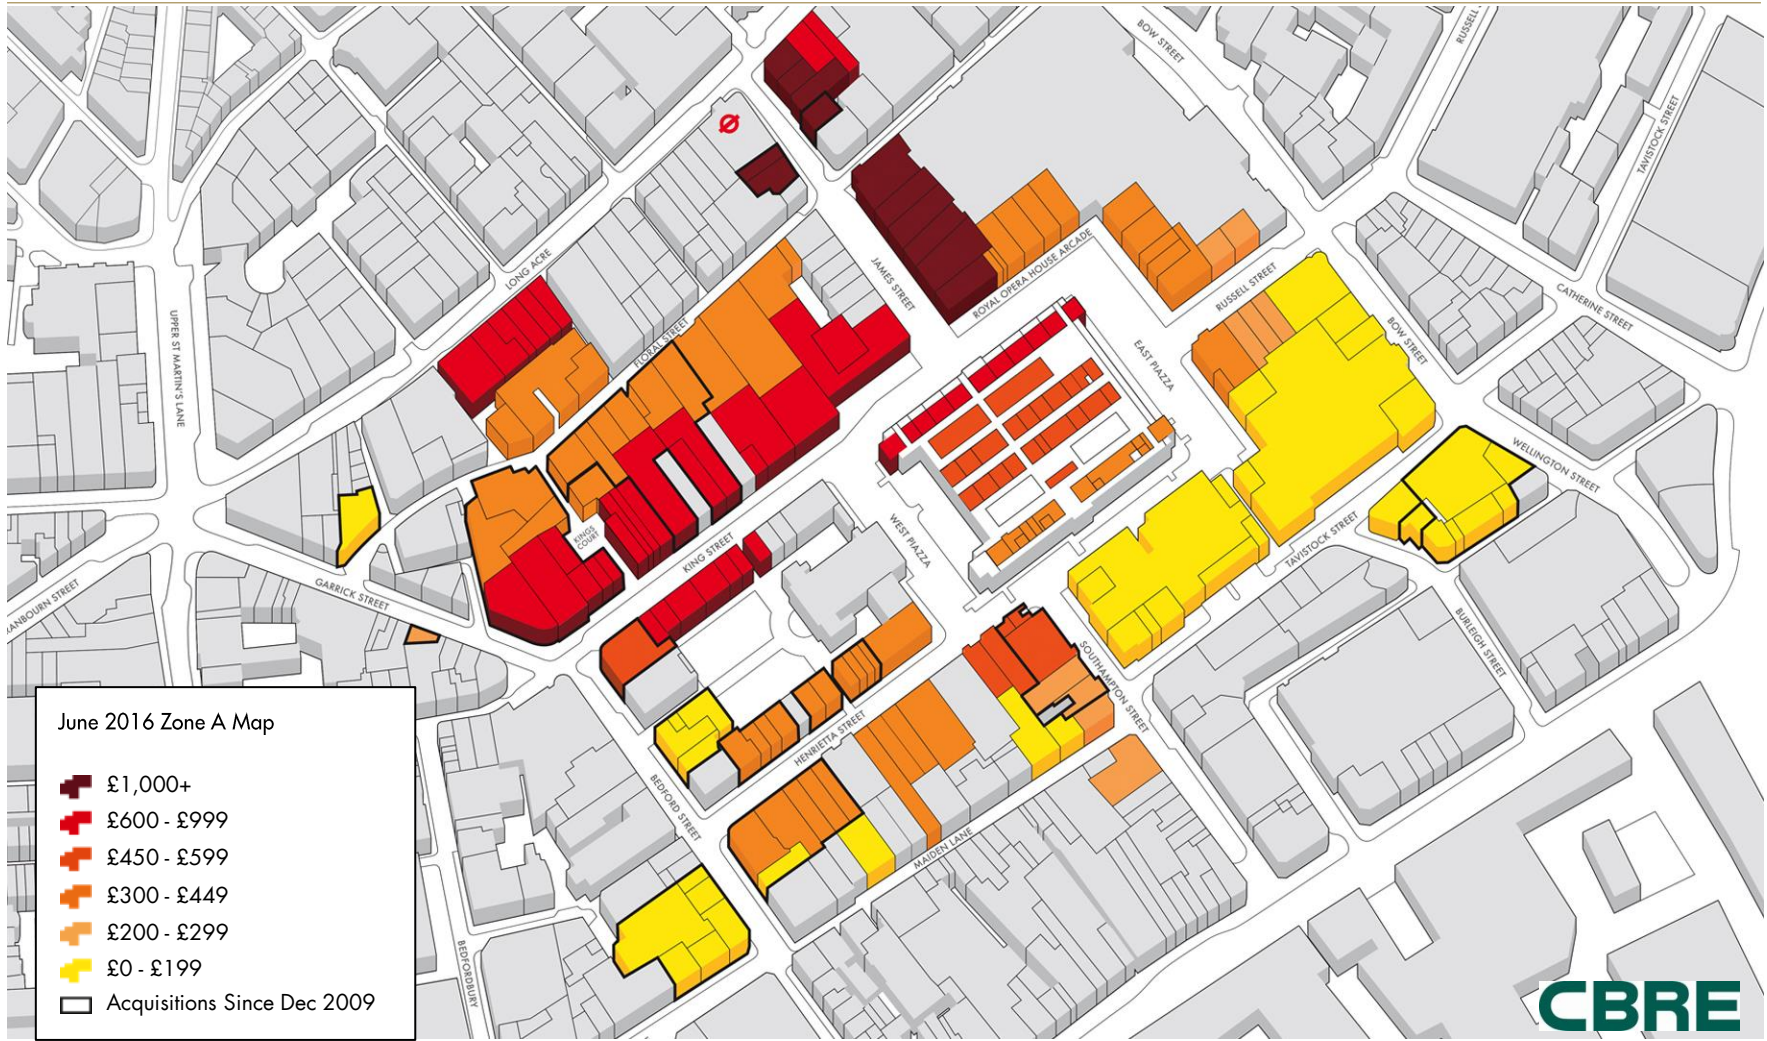 BOW STREET
RUSSELL
TAVISTOCK STREET
LONG ACRE
UPPER ST MARTIN'S LANE
FLORAL STREET
JAMES STREET
ROYAL OPERA HOUSE ARCADE
RUSSELL STREET
EAST PIAZZA
BOW STREET
CATHERINE STREET
WELLINGTON STREET
KINGS
COURT
KING STREET
WEST PIAZZA
TAVISTOCK STREET
GARRICK STREET
ANBOURN STREET
BURLEIGH STREET
SOUTHAMPTON STREET
HENRIETTA STREET
BEDFORD STREET
MAIDEN LANE
BEDFORDBURY
June 2016 Zone A Map
£1,000+
£600 - £999
£450 - £599
£300 - £449
£200 - £299
£0 - £199
Acquisitions Since Dec 2009
CBRE